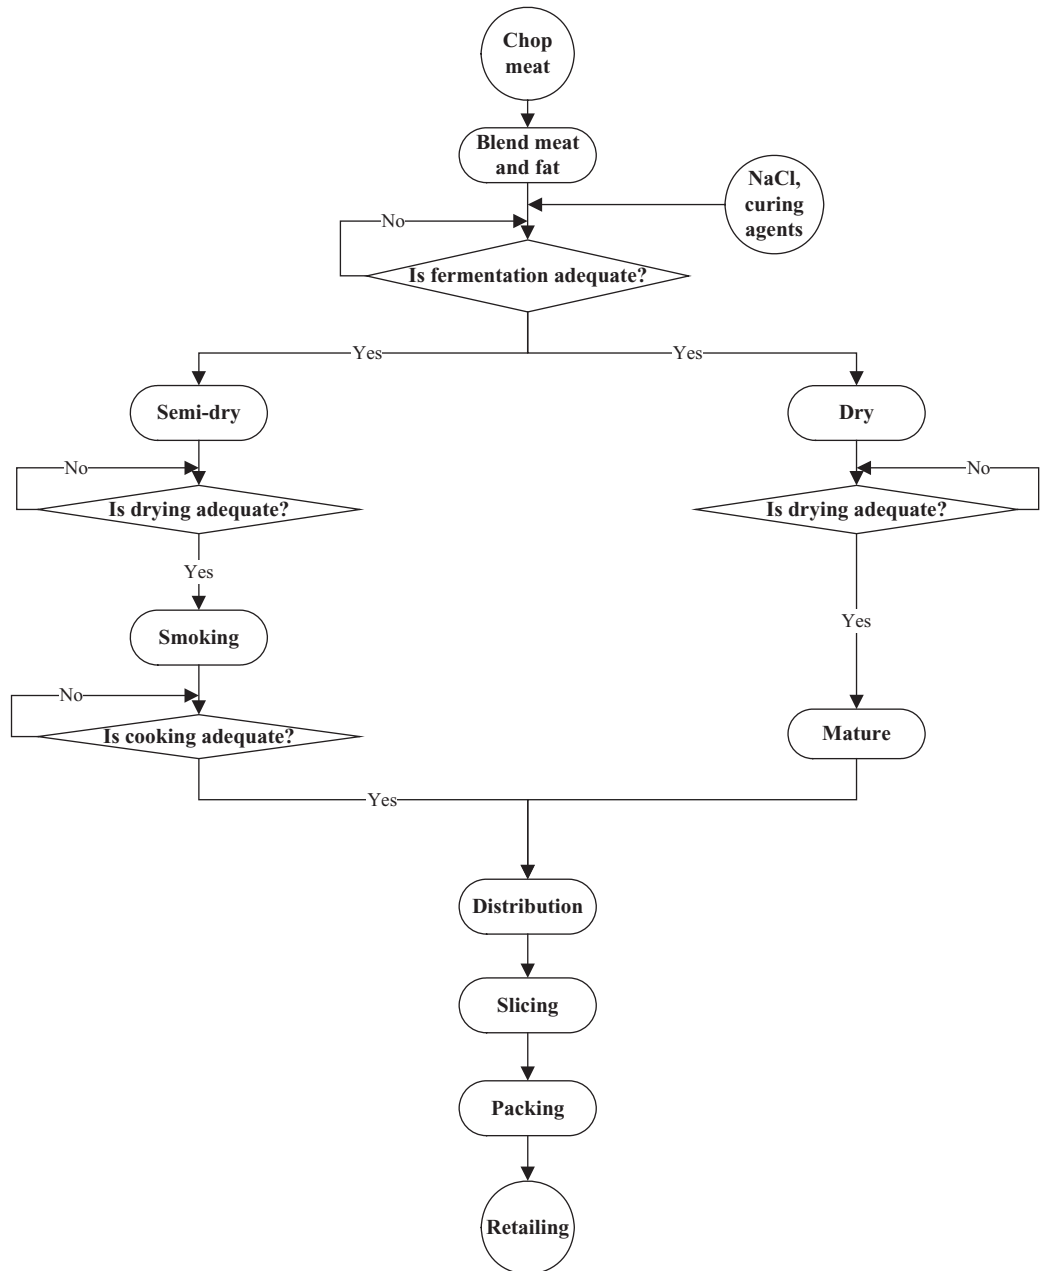 Chop
meat
Blend meat
and fat
NaCl,
curing
agents
No
Is fermentation adequate?
Yes
Yes
Semi-dry
Dry
No
No
Is drying adequate?
Is drying adequate?
Yes
Yes
Smoking
No
Is cooking adequate?
Mature
Yes
Distribution
Slicing
Packing
Retailing